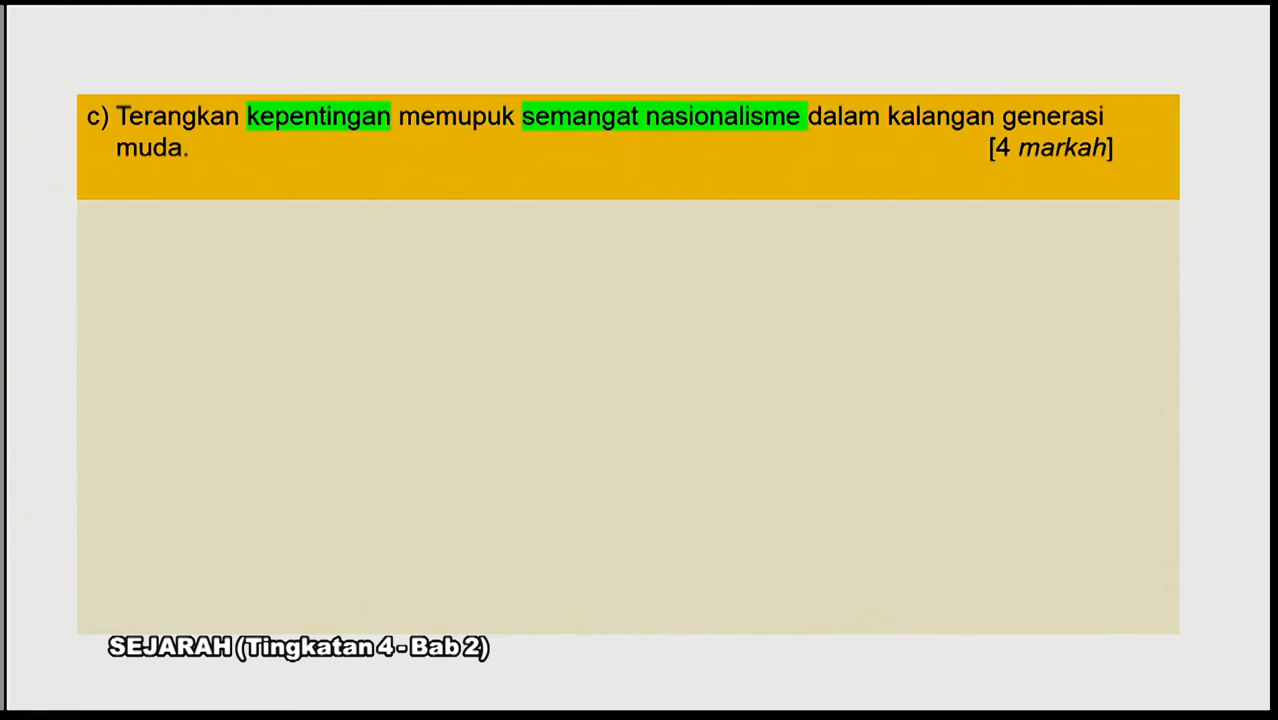 c) Terangkan kepentingan memupuk semangat nasionalisme dalam kalangan generasi
muda. [4 markah]
SEJARAH (Tingkatan 4 - Bab 2)